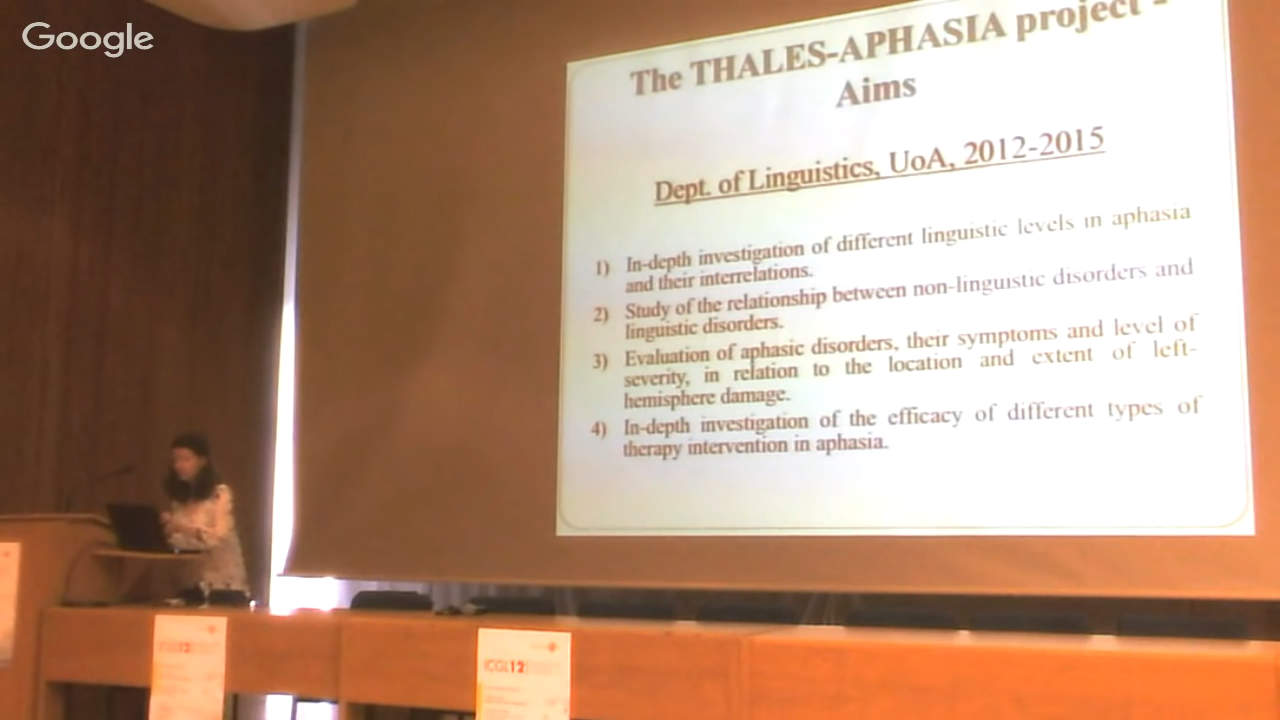 Google
The THALES-APHASIA project -
Aims
Dept. of Linguistics, UoA, 2012-2015
1) In-depth investigation of different linguistic levels in aphasia
and their interrelations.
2) Study of the relationship between non-linguistic disorders and
linguistic disorders.
3) Evaluation of aphasic disorders, their symptoms and level of
severity, in relation to the location and extent of left-
hemisphere damage.
4) In-depth investigation of the efficacy of different types of
therapy intervention in aphasia.
ICGL12
ICGL12